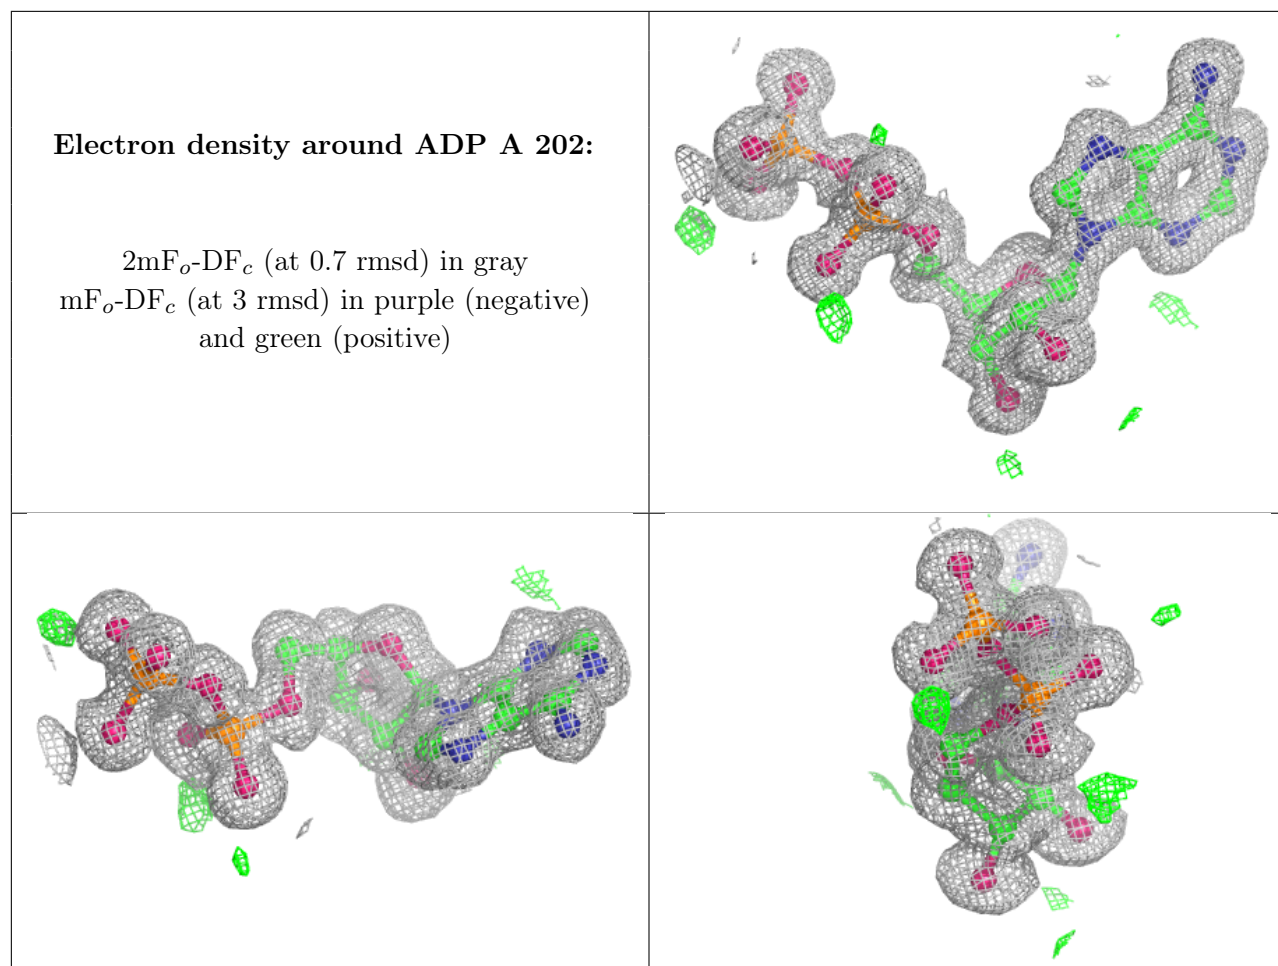 Electron density around ADP A 202:
2mFo-DFc (at 0.7 rmsd) in gray
mFo-DFc (at 3 rmsd) in purple (negative)
and green (positive)